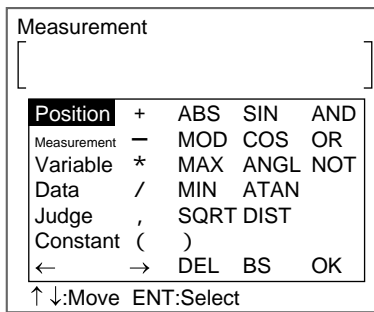 Measurement
[ ]
Position + ABS SIN AND
Measurement — MOD COS OR
Variable * MAX ANGL NOT
Data / MIN ATAN
Judge , SQRT DIST
Constant ( )
← → DEL BS OK
↑↓:Move ENT:Select